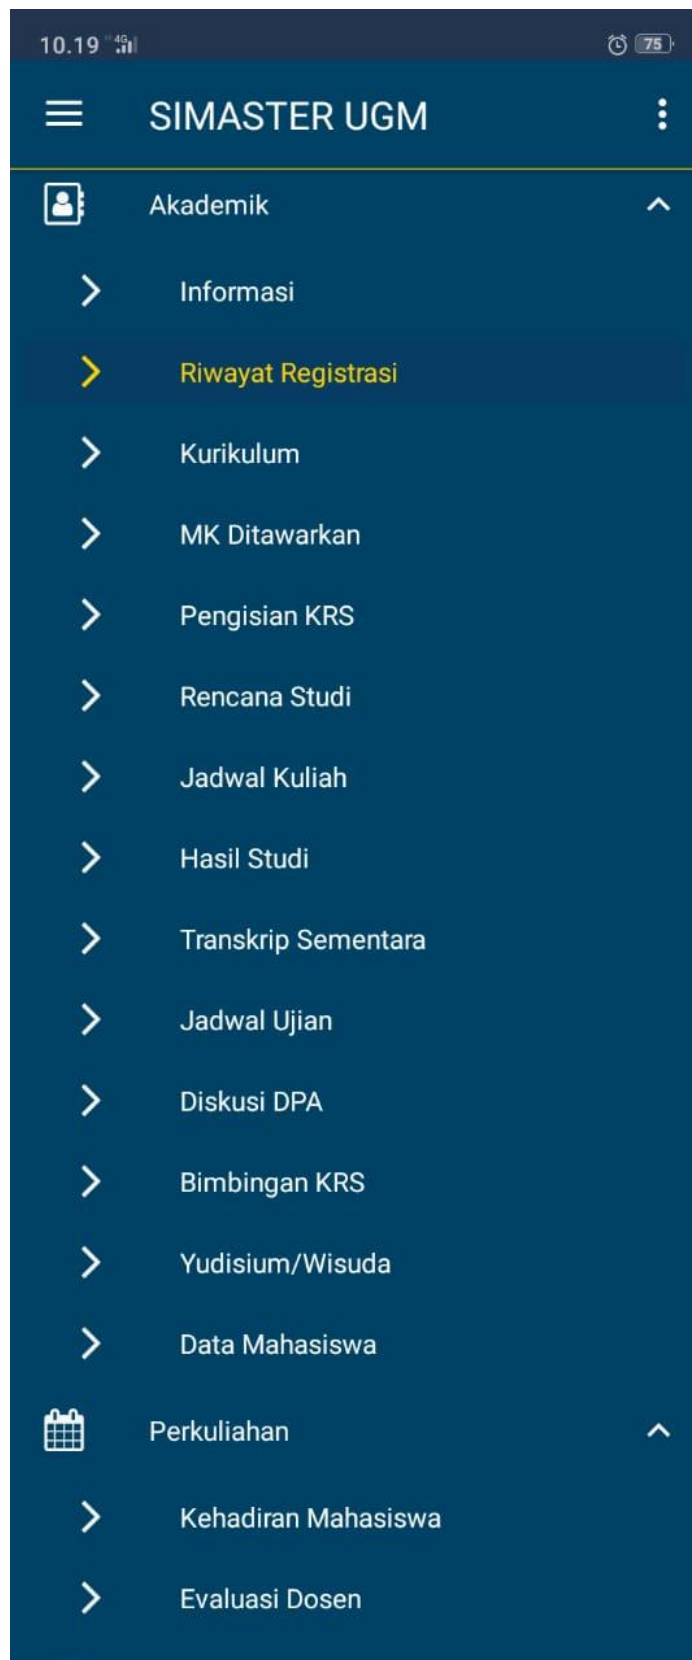 10.19 4G 75
SIMASTER UGM
Akademik
Informasi
Riwayat Registrasi
Kurikulum
MK Ditawarkan
Pengisian KRS
Rencana Studi
Jadwal Kuliah
Hasil Studi
Transkrip Sementara
Jadwal Ujian
Diskusi DPA
Bimbingan KRS
Yudisium/Wisuda
Data Mahasiswa
Perkuliahan
Kehadiran Mahasiswa
Evaluasi Dosen